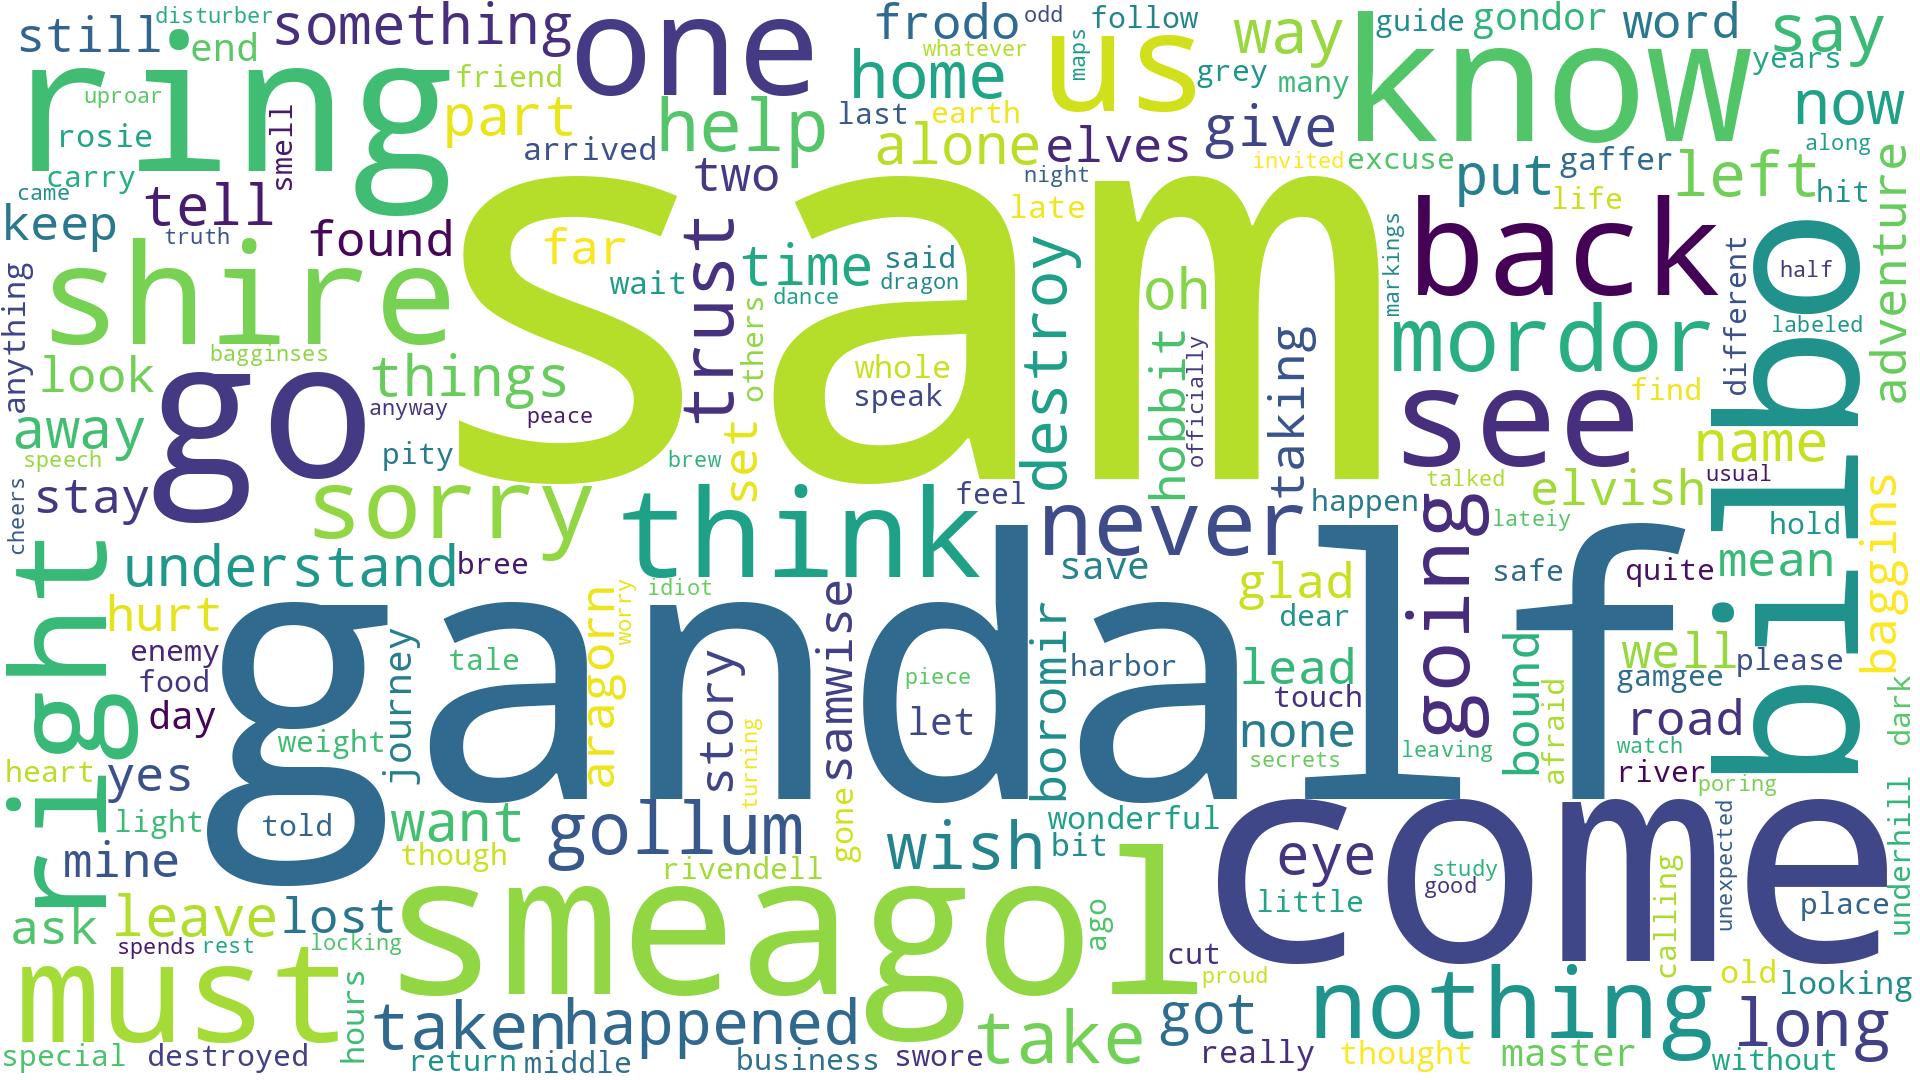 still disturber something one frodo odd follow us way guide gondor word say
end whatever maps grey many know years
ring uproar friend part help home last earth give now
rosie smell arrived alone elves invited excuse along
carry two night put gaffer left hit
came tell sam late life
keep truth found far trust time said back different half adventure
shire wait dance dragon destroy oh markings
anything look bagginses things others whole hobbit officially taking mordor labeled bilbo
go anyway peace speak see find
away pity set brew name
speech stay sorry talked elvish usual
cheers think feel never happen lateiy hold
understand bree save going safe quite mean baggins
right hurt idiot worry glad dear
enemy journey tale aragorn story samwise gandalf boromir harbor lead bound well please
food piece touch gamgee
day weight turning let none afraid road dark
heart yes secrets leaving watch river poring
light told want gollum gone wonderful come unexpected underhill
mine though rivendell wish bit eye study good
little place
ask leave lost smeagol ago calling
spends rest locking cut proud old looking
must hours taken happened take got nothing long
special destroyed return middle business swore really thought master without